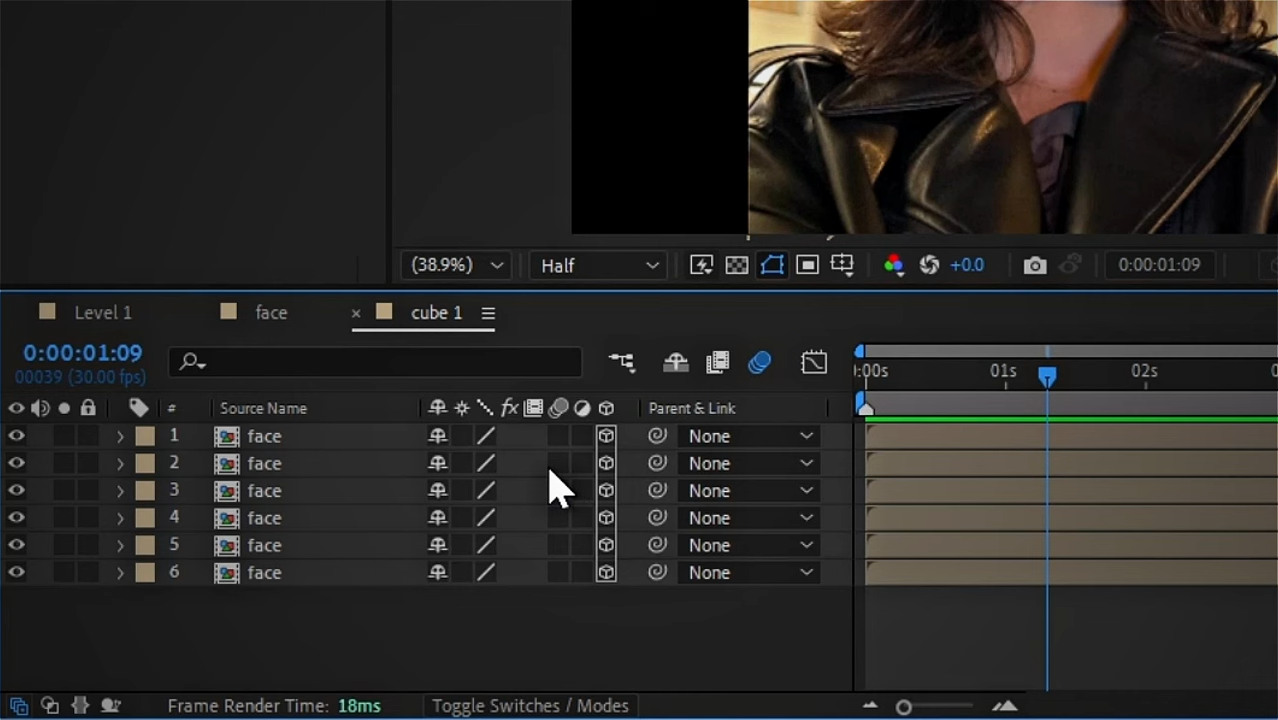 (38.9%) Half +0.0 0:00:01:09
Level 1 face × cube 1
0:00:01:09
00039 (30.00 fps)
:00s 01s 02s
# Source Name fx Parent & Link
1 face None
2 face None
3 face None
4 face None
5 face None
6 face None
Frame Render Time: 18ms Toggle Switches / Modes